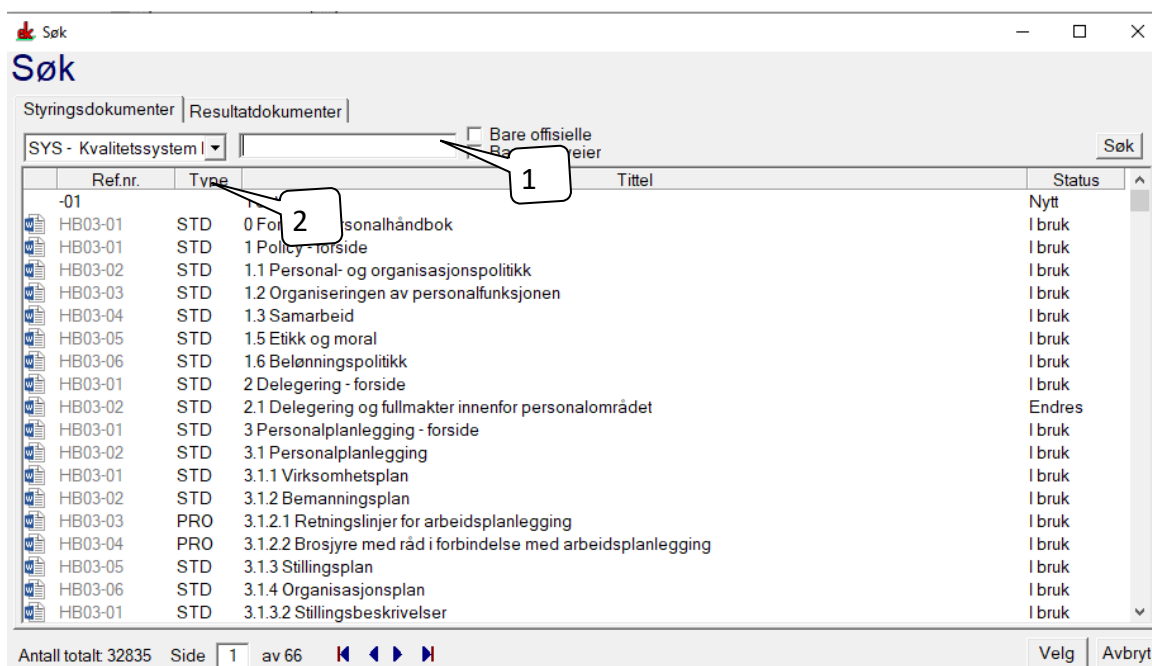 Søk
Søk
Styringsdokumenter Resultatdokumenter
SYS - Kvalitetssystem Bare offisielle Søk
1
Ref.nr. Type Tittel Status
-01 Nytt
2
HB03-01 STD 0 For sonalhåndbok I bruk
HB03-01 STD 1 Policy - forside I bruk
HB03-02 STD 1.1 Personal- og organisasjonspolitikk I bruk
HB03-03 STD 1.2 Organiseringen av personalfunksjonen I bruk
HB03-04 STD 1.3 Samarbeid I bruk
HB03-05 STD 1.5 Etikk og moral I bruk
HB03-06 STD 1.6 Belønningspolitikk I bruk
HB03-01 STD 2 Delegering - forside I bruk
HB03-02 STD 2.1 Delegering og fullmakter innenfor personalområdet Endres
HB03-01 STD 3 Personalplanlegging - forside I bruk
HB03-02 STD 3.1 Personalplanlegging I bruk
HB03-01 STD 3.1.1 Virksomhetsplan I bruk
HB03-02 STD 3.1.2 Bemanningsplan I bruk
HB03-03 PRO 3.1.2.1 Retningslinjer for arbeidsplanlegging I bruk
HB03-04 PRO 3.1.2.2 Brosjyre med råd i forbindelse med arbeidsplanlegging I bruk
HB03-05 STD 3.1.3 Stillingsplan I bruk
HB03-06 STD 3.1.4 Organisasjonsplan I bruk
HB03-01 STD 3.1.3.2 Stillingsbeskrivelser I bruk
Antall totalt: 32835 Side 1 av 66 Velg Avbryt